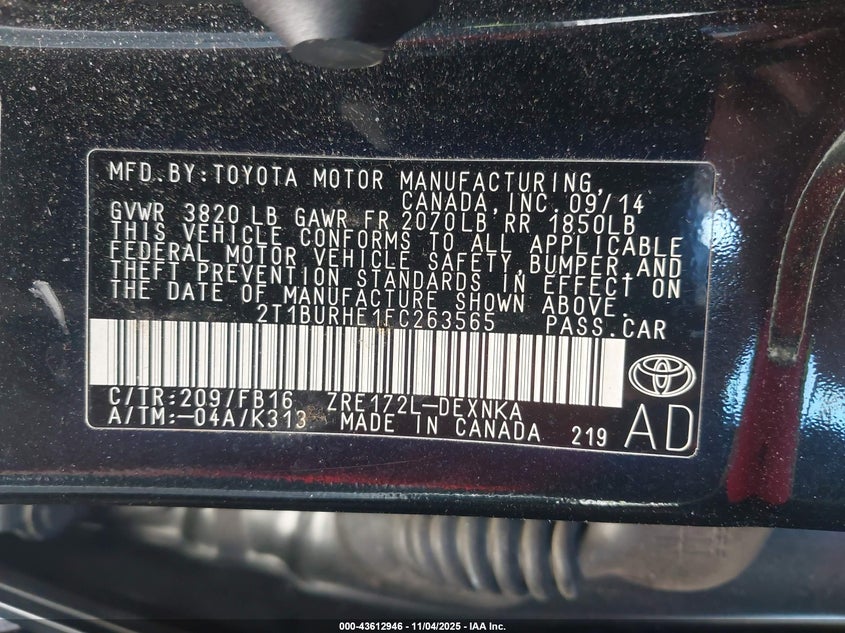 MFD.BY:TOYOTA MOTOR MANUFACTURING,
CANADA,INC.09/14
GVWR 3820 LB GAWR FR 2070LB RR 1850LB
THIS VEHICLE CONFORMS TO ALL APPLICABLE
FEDERAL MOTOR VEHICLE SAFETY,BUMPER,AND
THEFT PREVENTION STANDARDS IN EFFECT ON
THE DATE OF MANUFACTURE SHOWN ABOVE.
2T1BURHE1FC263565 PASS.CAR
C/TR:209/FB16 ZRE172L-DEXNKA
A/TM:-04A/K313 MADE IN CANADA 219 AD
000-43612946 - 11/04/2025 - IAA Inc.